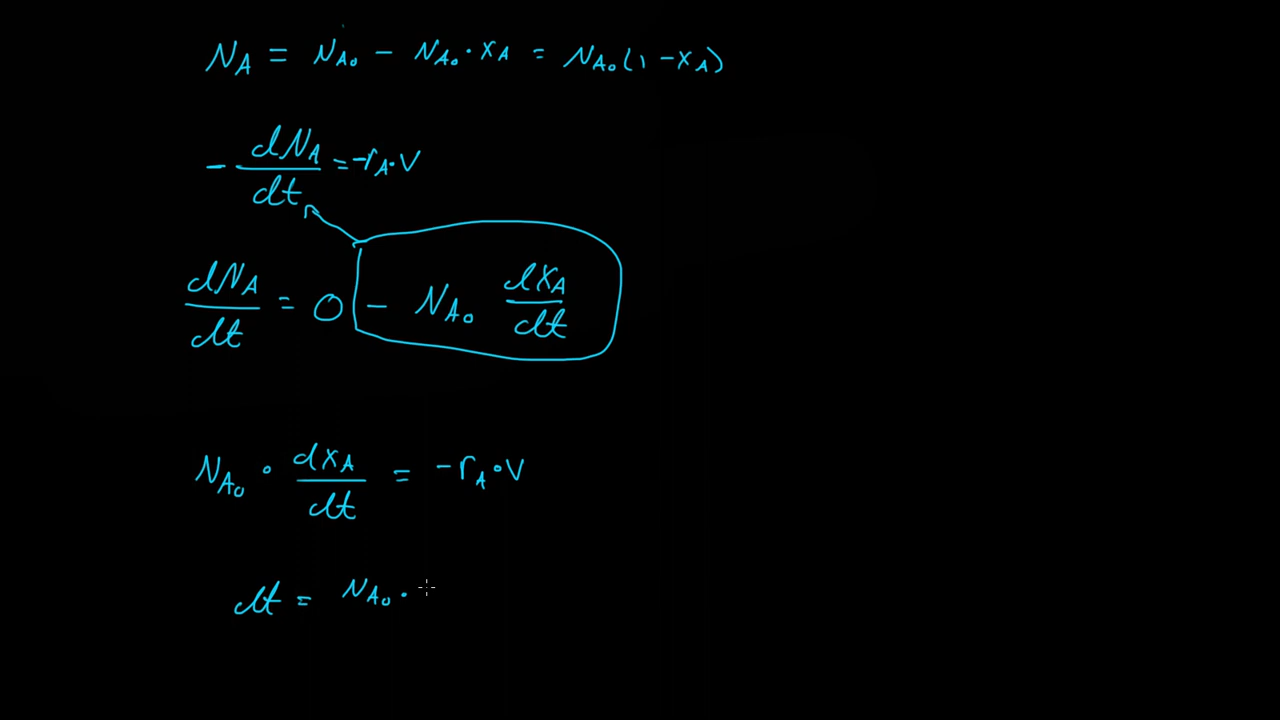 N_A = N_A₀ − N_A₀ · x_A = N_A₀(1 − x_A)
− dN_A/dt = −r_A · V
dN_A/dt = 0 − N_A₀ dx_A/dt
N_A₀ · dx_A/dt = −r_A · V
dt = N_A₀ ·